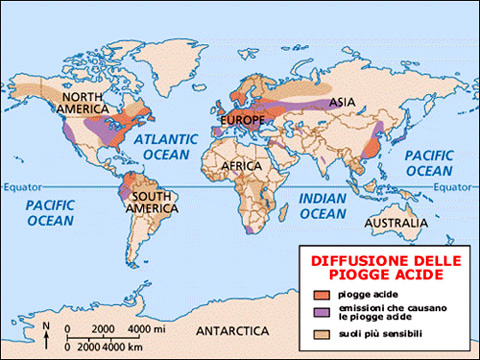 NORTH
AMERICA
ASIA
EUROPE
ATLANTIC
OCEAN
AFRICA
PACIFIC
OCEAN
Equator
Equator
PACIFIC
OCEAN
SOUTH
AMERICA
INDIAN
OCEAN
AUSTRALIA
DIFFUSIONE DELLE
PIOGGE ACIDE
piogge acide
emissioni che causano
le piogge acide
suoli più sensibili
N
0 2000 4000 mi
0 2000 4000 km
ANTARCTICA